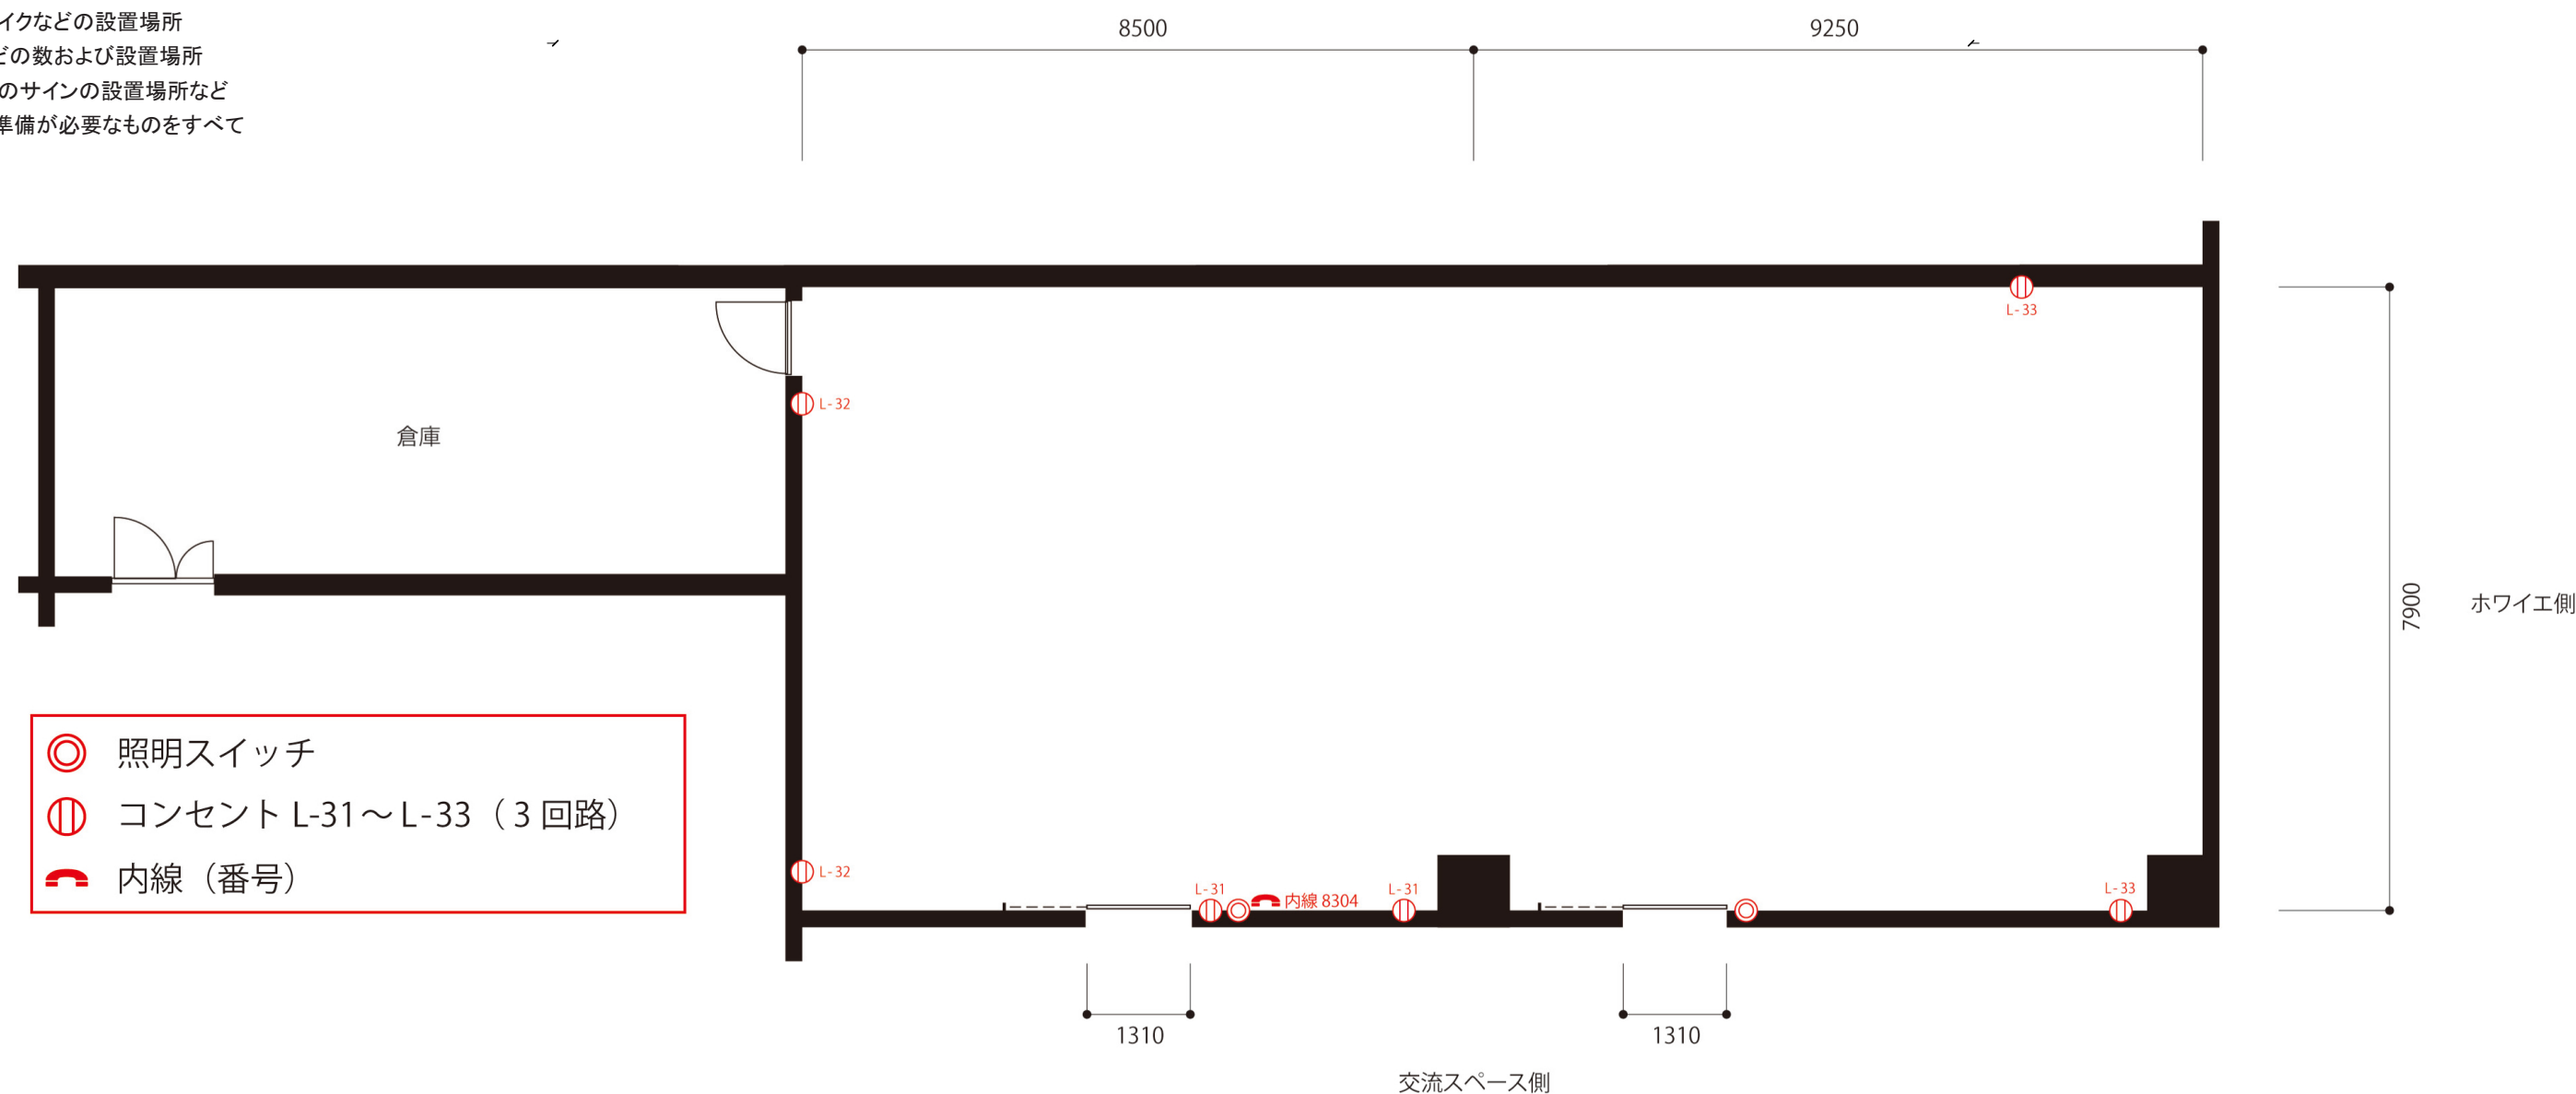 イクなどの設置場所
どの数および設置場所
のサインの設置場所など
準備が必要なものをすべて
8500
9250
L-33
L-32
倉庫
7900
ホワイエ側
照明スイッチ
コンセント L-31～L-33（3回路）
内線（番号）
L-32
L-31
内線 8304
L-31
L-33
1310
1310
交流スペース側